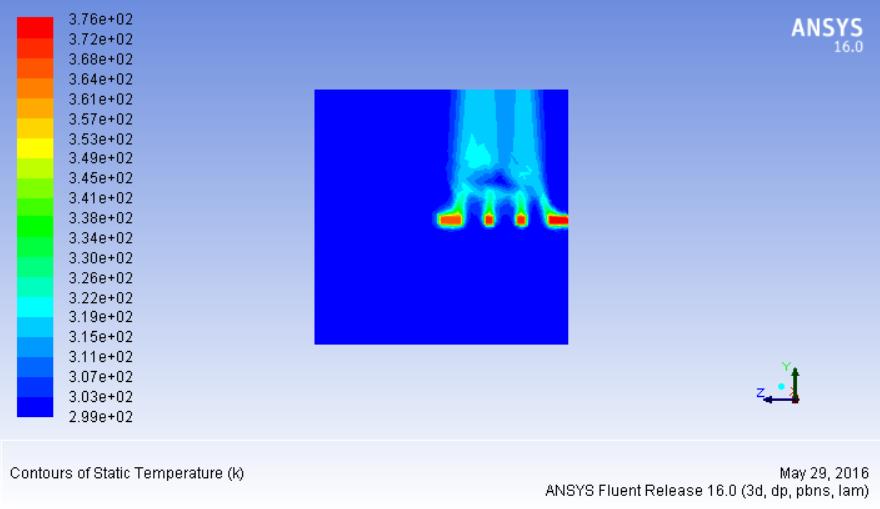 ANSYS
16.0
3.76e+02
3.72e+02
3.68e+02
3.64e+02
3.61e+02
3.57e+02
3.53e+02
3.49e+02
3.45e+02
3.41e+02
3.38e+02
3.34e+02
3.30e+02
3.26e+02
3.22e+02
3.19e+02
3.15e+02
3.11e+02
3.07e+02
3.03e+02
2.99e+02
Y
Z
X
Contours of Static Temperature (k)
May 29, 2016
ANSYS Fluent Release 16.0 (3d, dp, pbns, lam)